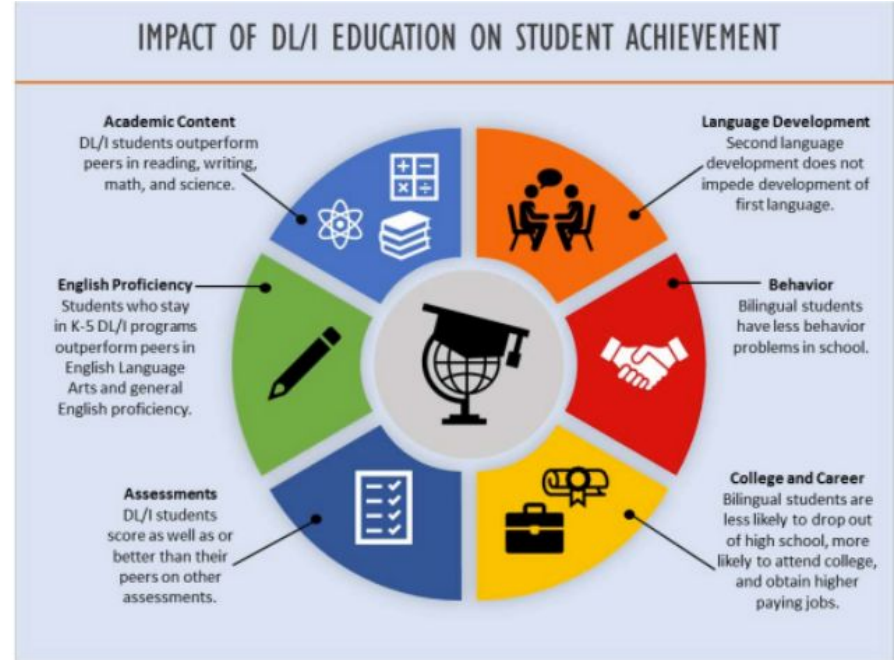 IMPACT OF DL/I EDUCATION ON STUDENT ACHIEVEMENT
Academic Content
DL/I students outperform
peers in reading, writing,
math, and science.
Language Development
Second language
development does not
impede development of
first language.
English Proficiency
Students who stay
in K-5 DL/I programs
outperform peers in
English Language
Arts and general
English proficiency.
Behavior
Bilingual students
have less behavior
problems in school.
Assessments
DL/I students
score as well as or
better than their
peers on other
assessments.
College and Career
Bilingual students are
less likely to drop out
of high school, more
likely to attend college,
and obtain higher
paying jobs.